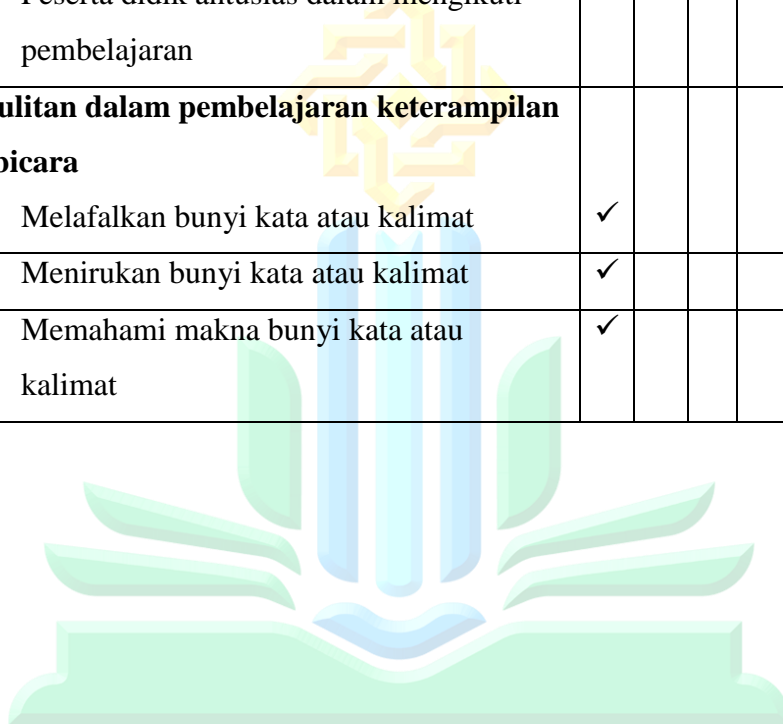 Peserta didik antusias dalam mengikuti
pembelajaran
ulitan dalam pembelajaran keterampilan
bicara
Melafalkan bunyi kata atau kalimat ✓
Menirukan bunyi kata atau kalimat ✓
Memahami makna bunyi kata atau ✓
kalimat